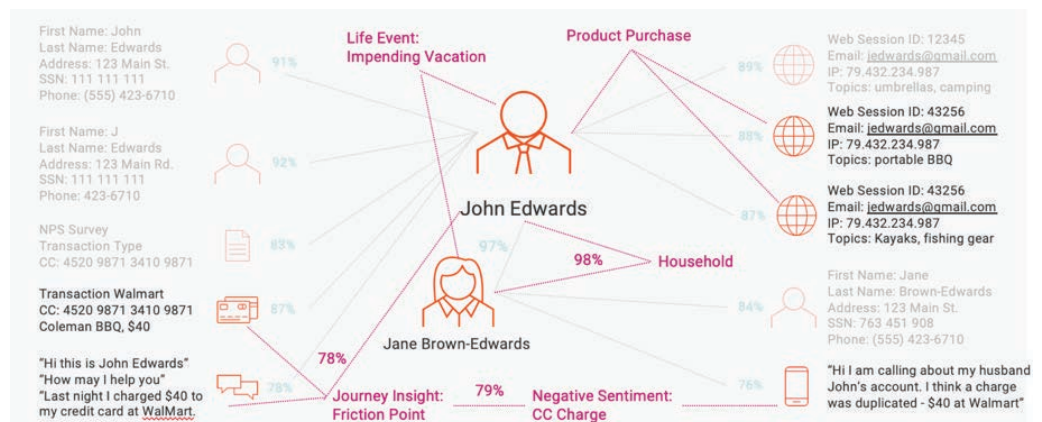 First Name: John
Last Name: Edwards
Address: 123 Main St.
SSN: 111 111 111
Phone: (555) 423-6710
91%
First Name: J
Last Name: Edwards
Address: 123 Main Rd.
SSN: 111 111 111
Phone: 423-6710
92%
NPS Survey
Transaction Type
CC: 4520 9871 3410 9871
83%
Transaction Walmart
CC: 4520 9871 3410 9871
Coleman BBQ, $40
87%
"Hi this is John Edwards"
"How may I help you"
"Last night I charged $40 to
my credit card at WalMart.
78%
Life Event:
Impending Vacation
Product Purchase
John Edwards
97%
98%
Household
Jane Brown-Edwards
78%
Journey Insight:
Friction Point
79%
Negative Sentiment:
CC Charge
89%
Web Session ID: 12345
Email: jedwards@gmail.com
IP: 79.432.234.987
Topics: umbrellas, camping
88%
Web Session ID: 43256
Email: jedwards@gmail.com
IP: 79.432.234.987
Topics: portable BBQ
87%
Web Session ID: 43256
Email: jedwards@gmail.com
IP: 79.432.234.987
Topics: Kayaks, fishing gear
84%
First Name: Jane
Last Name: Brown-Edwards
Address: 123 Main St.
SSN: 763 451 908
Phone: (555) 423-6710
76%
"Hi I am calling about my husband
John's account. I think a charge
was duplicated - $40 at Walmart"